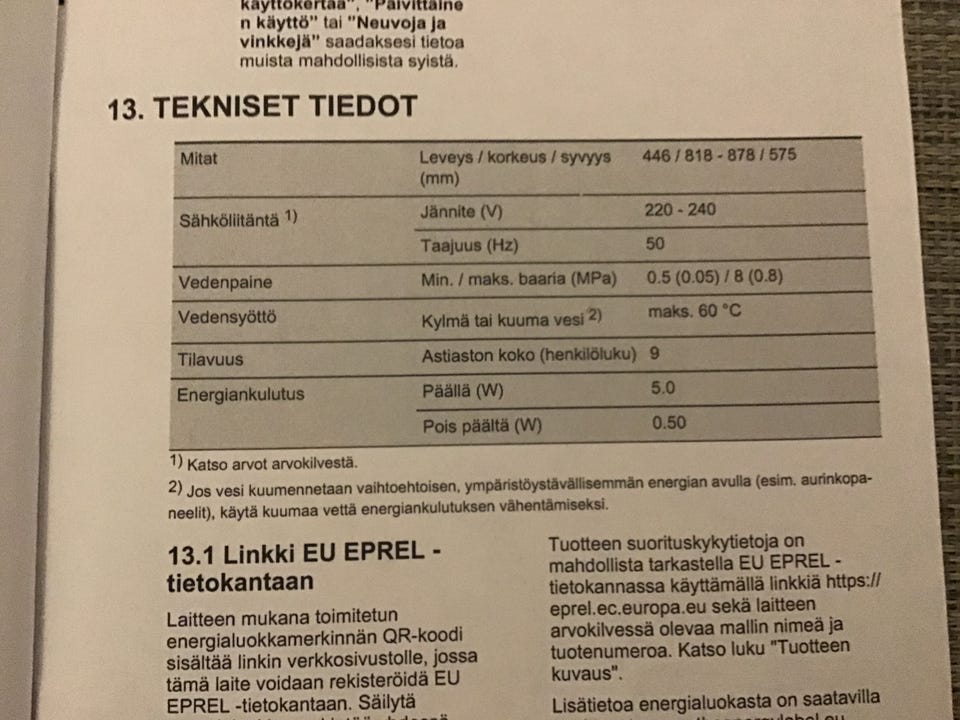 käyttökertaa", "Päivittäine
n käyttö" tai "Neuvoja ja
vinkkejä" saadaksesi tietoa
muista mahdollisista syistä.
13. TEKNISET TIEDOT
Mitat Leveys / korkeus / syvyys 446 / 818 - 878 / 575
(mm)
Sähköliitäntä 1) Jännite (V) 220 - 240
Taajuus (Hz) 50
Vedenpaine Min. / maks. baaria (MPa) 0.5 (0.05) / 8 (0.8)
Vedensyöttö Kylmä tai kuuma vesi 2) maks. 60 °C
Tilavuus Astiaston koko (henkilöluku) 9
Energiankulutus Päällä (W) 5.0
Pois päältä (W) 0.50
1) Katso arvot arvokilvestä.
2) Jos vesi kuumennetaan vaihtoehtoisen, ympäristöystävällisemmän energian avulla (esim. aurinkopa-
neelit), käytä kuumaa vettä energiankulutuksen vähentämiseksi.
13.1 Linkki EU EPREL -
tietokantaan
Laitteen mukana toimitetun
energialuokkamerkinnän QR-koodi
sisältää linkin verkkosivustolle, jossa
tämä laite voidaan rekisteröidä EU
EPREL -tietokantaan. Säilytä
Tuotteen suorituskykytietoja on
mahdollista tarkastella EU EPREL -
tietokannassa käyttämällä linkkiä https://
eprel.ec.europa.eu sekä laitteen
arvokilvessä olevaa mallin nimeä ja
tuotenumeroa. Katso luku "Tuotteen
kuvaus".
Lisätietoa energialuokasta on saatavilla